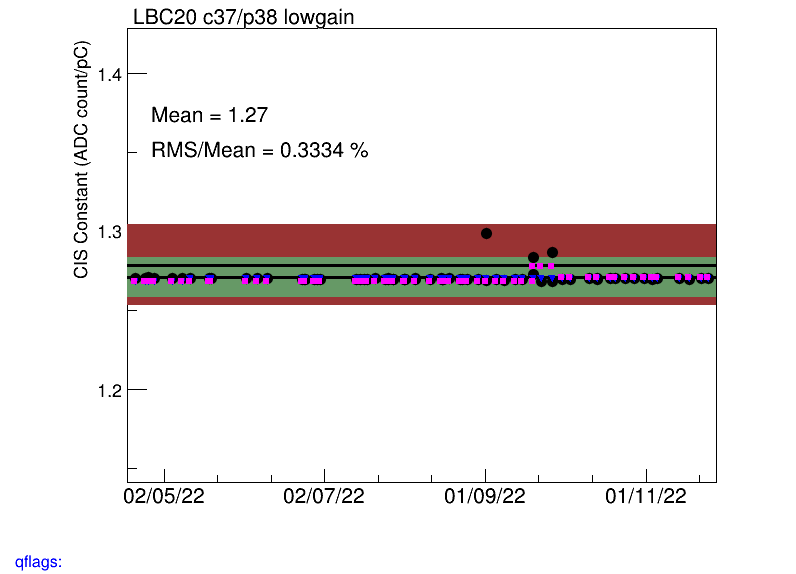 LBC20 c37/p38 lowgain
CIS Constant (ADC count/pC)
1.4
Mean = 1.27
RMS/Mean = 0.3334 %
1.3
1.2
02/05/22 02/07/22 01/09/22 01/11/22
qflags: